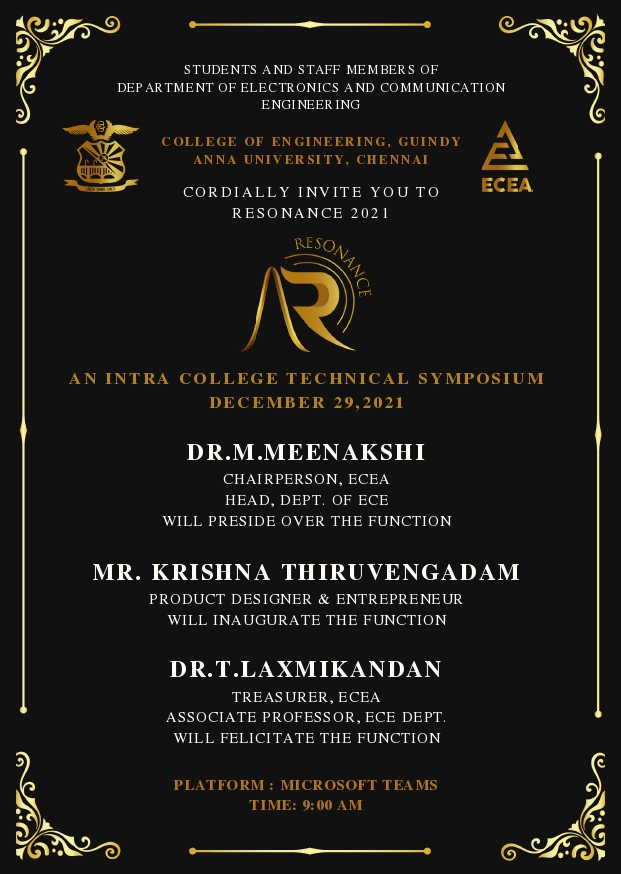 STUDENTS AND STAFF MEMBERS OF
DEPARTMENT OF ELECTRONICS AND COMMUNICATION
ENGINEERING
COLLEGE OF ENGINEERING, GUINDY
ANNA UNIVERSITY, CHENNAI
ECEA
CORDIALLY INVITE YOU TO
RESONANCE 2021
RESONANCE
R
AN INTRA COLLEGE TECHNICAL SYMPOSIUM
DECEMBER 29,2021
DR.M.MEENAKSHI
CHAIRPERSON, ECEA
HEAD, DEPT. OF ECE
WILL PRESIDE OVER THE FUNCTION
MR. KRISHNA THIRUVENGADAM
PRODUCT DESIGNER & ENTREPRENEUR
WILL INAUGURATE THE FUNCTION
DR.T.LAXMIKANDAN
TREASURER, ECEA
ASSOCIATE PROFESSOR, ECE DEPT.
WILL FELICITATE THE FUNCTION
PLATFORM : MICROSOFT TEAMS
TIME: 9:00 AM